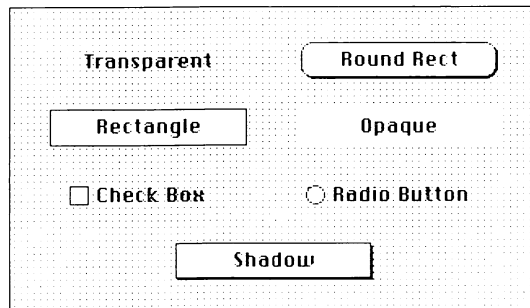 Transparent
Round Rect
Rectangle
Opaque
Check Box
Radio Button
Shadow